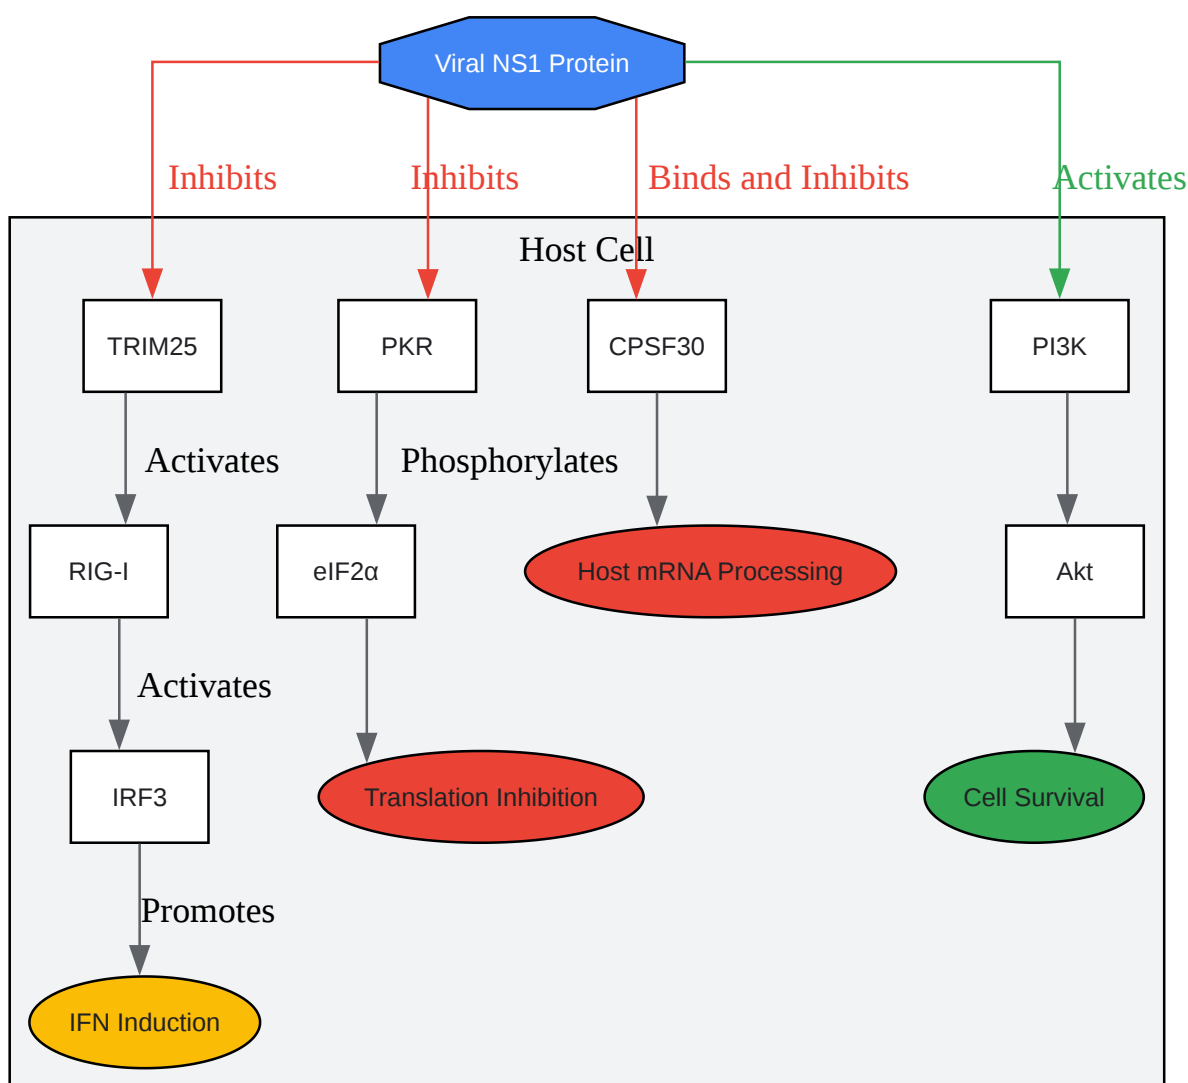 Viral NS1 Protein
Inhibits
Inhibits
Binds and Inhibits
Activates
Host Cell
TRIM25
PKR
CPSF30
PI3K
Activates
Phosphorylates
RIG-I
eIF2α
Host mRNA Processing
Akt
Activates
IRF3
Translation Inhibition
Cell Survival
Promotes
IFN Induction